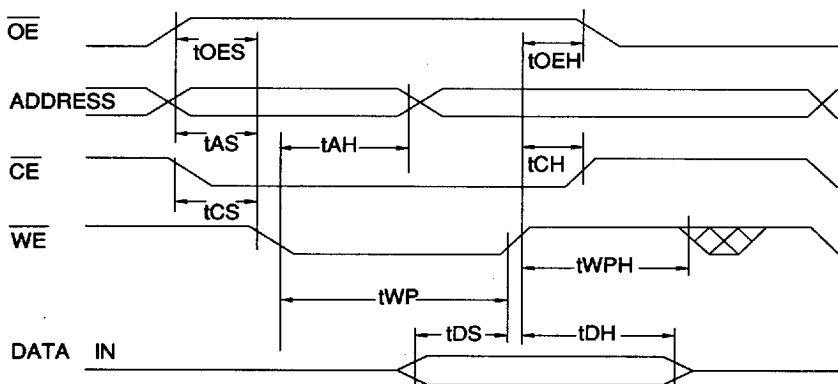 OE
tOES
tOEH
ADDRESS
tAS
tAH
tCH
CE
tCS
WE
tWPH
tWP
tDS
tDH
DATA IN